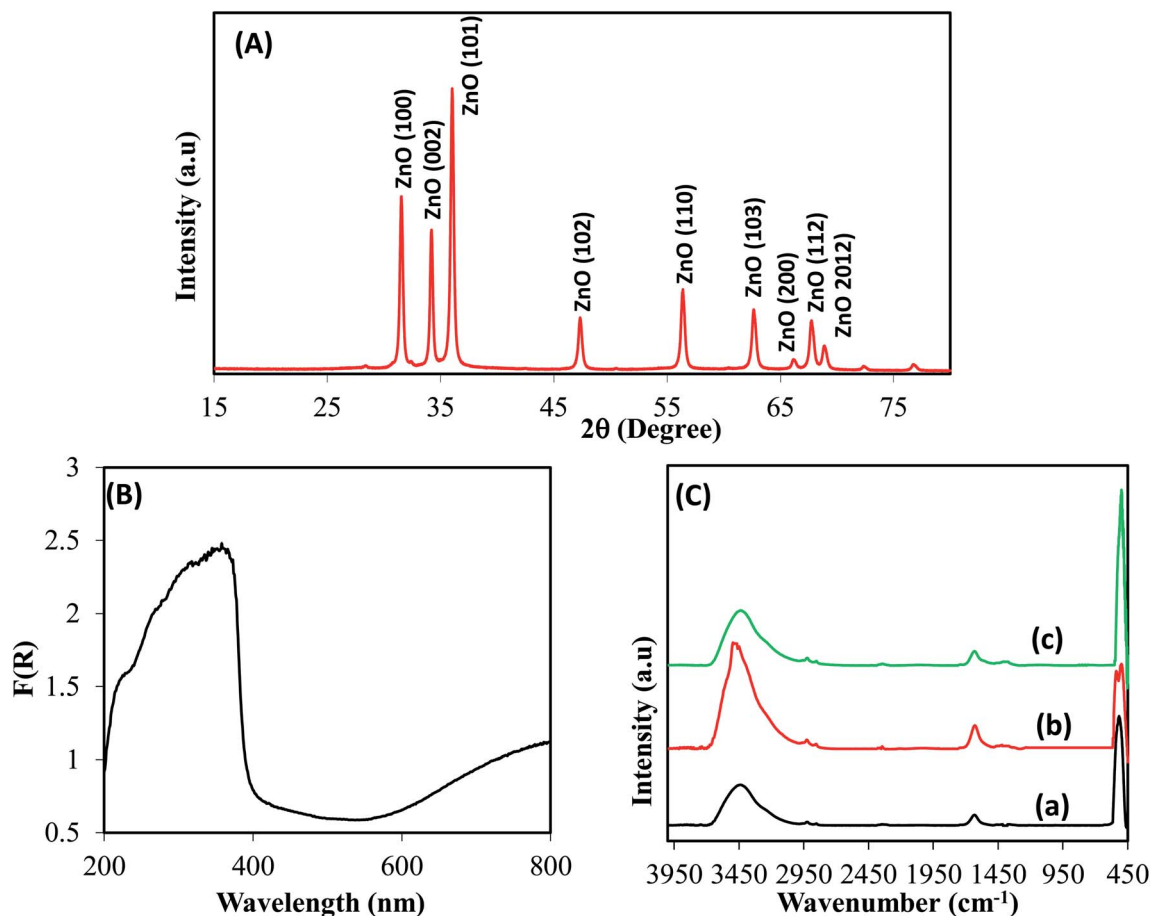 (A)
Intensity (a.u)
ZnO (100)
ZnO (002)
ZnO (101)
ZnO (102)
ZnO (110)
ZnO (103)
ZnO (200)
ZnO (112)
ZnO 2012)
15 25 35 45 55 65 75
2θ (Degree)
(B)
F(R)
3
2.5
2
1.5
1
0.5
200 400 600 800
Wavelength (nm)
(C)
Intensity (a.u)
(c)
(b)
(a)
3950 3450 2950 2450 1950 1450 950 450
Wavenumber (cm-1)